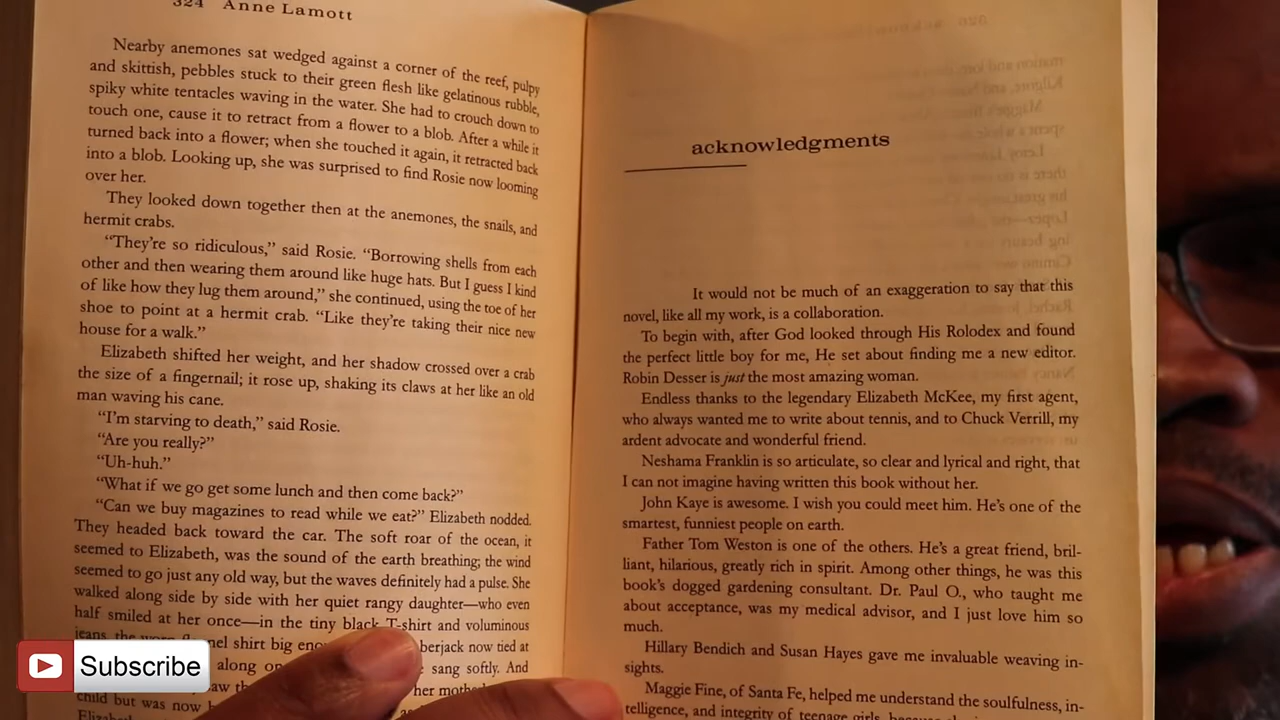 324 Anne Lamott
Nearby anemones sat wedged against a corner of the reef, pulpy
and skittish, pebbles stuck to their green flesh like gelatinous rubble,
spiky white tentacles waving in the water. She had to crouch down to
touch one, cause it to retract from a flower to a blob. After a while it
turned back into a flower; when she touched it again, it retracted back
into a blob. Looking up, she was surprised to find Rosie now looming
over her.
They looked down together then at the anemones, the snails, and
hermit crabs.
“They’re so ridiculous,” said Rosie. “Borrowing shells from each
other and then wearing them around like huge hats. But I guess I kind
of like how they lug them around,” she continued, using the toe of her
shoe to point at a hermit crab. “Like they’re taking their nice new
house for a walk.”
Elizabeth shifted her weight, and her shadow crossed over a crab
the size of a fingernail; it rose up, shaking its claws at her like an old
man waving his cane.
“I’m starving to death,” said Rosie.
“Are you really?”
“Uh-huh.”
“What if we go get some lunch and then come back?”
“Can we buy magazines to read while we eat?” Elizabeth nodded.
They headed back toward the car. The soft roar of the ocean, it
seemed to Elizabeth, was the sound of the earth breathing; the wind
seemed to go just any old way, but the waves definitely had a pulse. She
walked along side by side with her quiet rangy daughter—who even
half smiled at her once—in the tiny black T-shirt and voluminous
jeans, the worn flannel shirt big berjack now tied at
along sang softly. And
her
child but was now
Elizabeth
acknowledgments
It would not be much of an exaggeration to say that this
novel, like all my work, is a collaboration.
To begin with, after God looked through His Rolodex and found
the perfect little boy for me, He set about finding me a new editor.
Robin Desser is just the most amazing woman.
Endless thanks to the legendary Elizabeth McKee, my first agent,
who always wanted me to write about tennis, and to Chuck Verrill, my
ardent advocate and wonderful friend.
Neshama Franklin is so articulate, so clear and lyrical and right, that
I can not imagine having written this book without her.
John Kaye is awesome. I wish you could meet him. He’s one of the
smartest, funniest people on earth.
Father Tom Weston is one of the others. He’s a great friend, bril-
liant, hilarious, greatly rich in spirit. Among other things, he was this
book’s dogged gardening consultant. Dr. Paul O., who taught me
about acceptance, was my medical advisor, and I just love him so
much.
Hillary Bendich and Susan Hayes gave me invaluable weaving in-
sights.
Maggie Fine, of Santa Fe, helped me understand the soulfulness, in-
telligence, and integrity of teenage girls, because
Subscribe